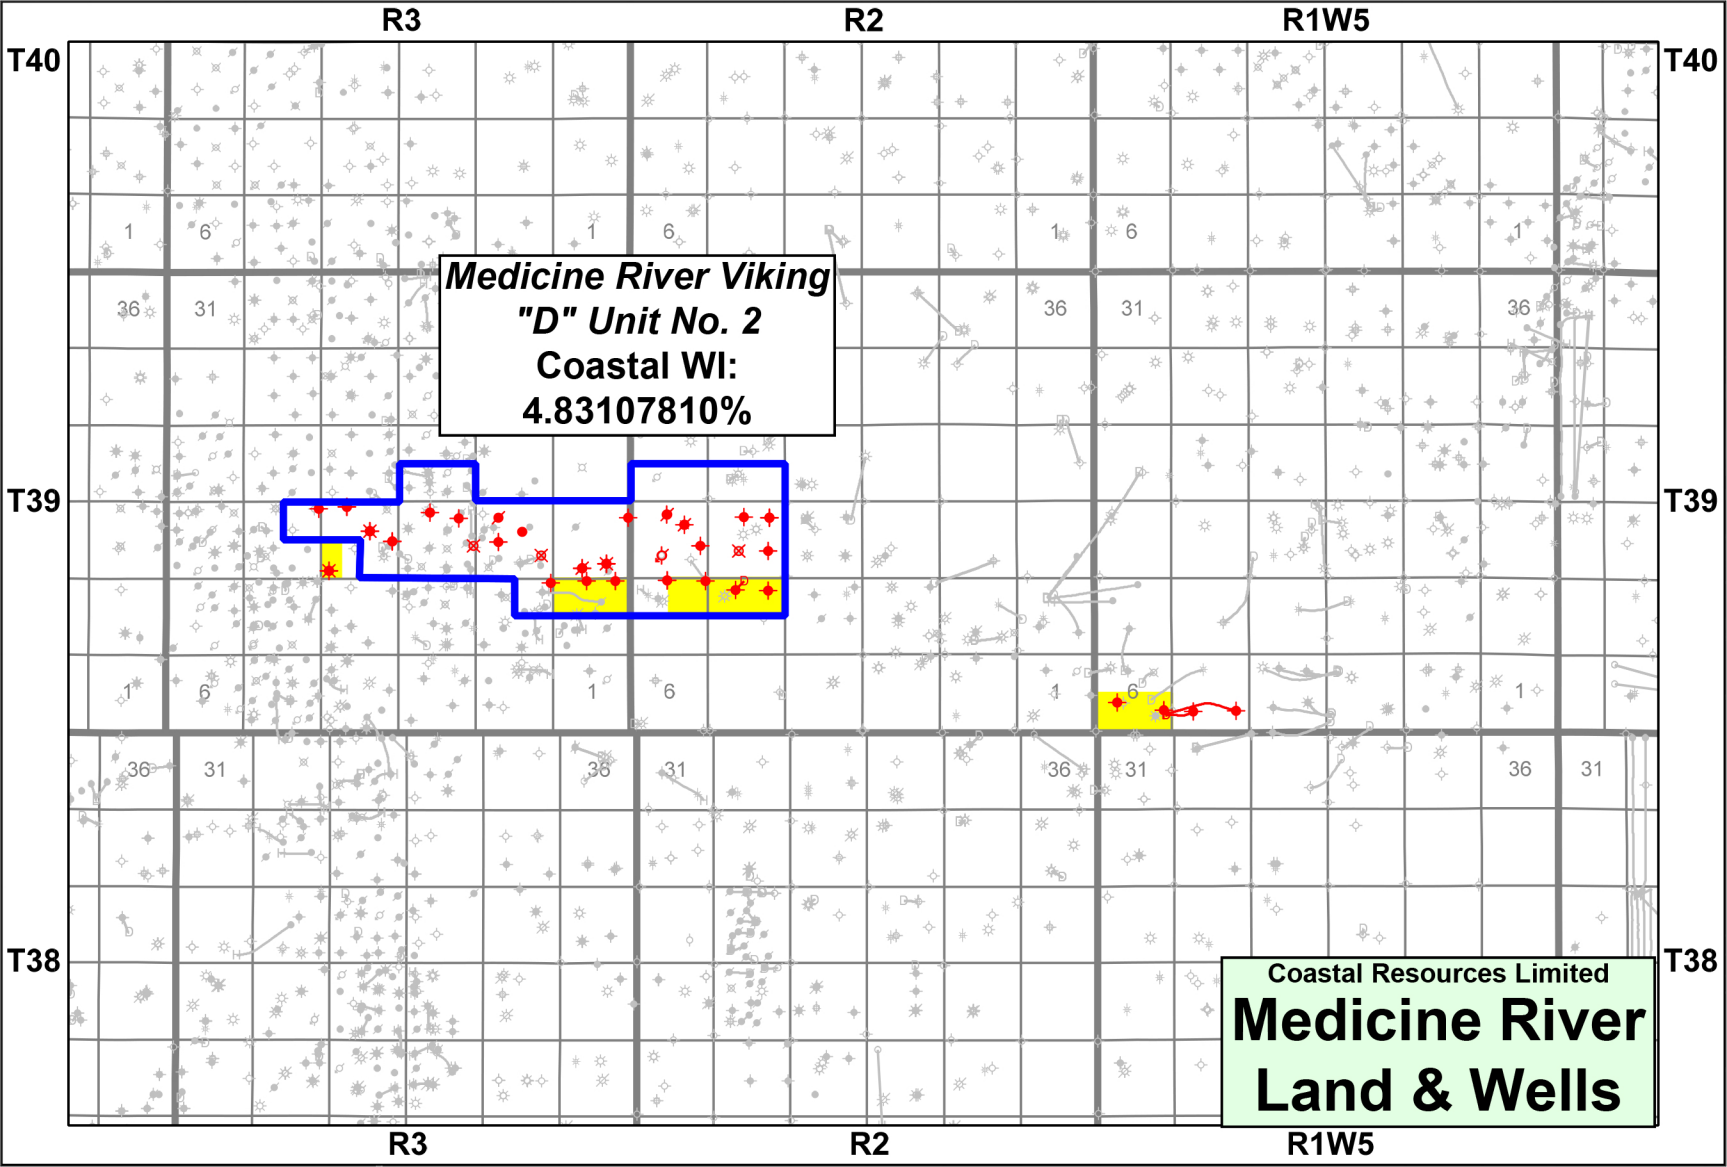 R3 R2 R1W5
T40 T40
1 6 1 6 1 6 1
36 31 36 31 36
Medicine River Viking
"D" Unit No. 2
Coastal WI:
4.83107810%
T39 T39
1 6 1 6 1 6 1
36 31 36 31 36 31 36 31
T38 T38
Coastal Resources Limited
Medicine River
Land & Wells
R3 R2 R1W5